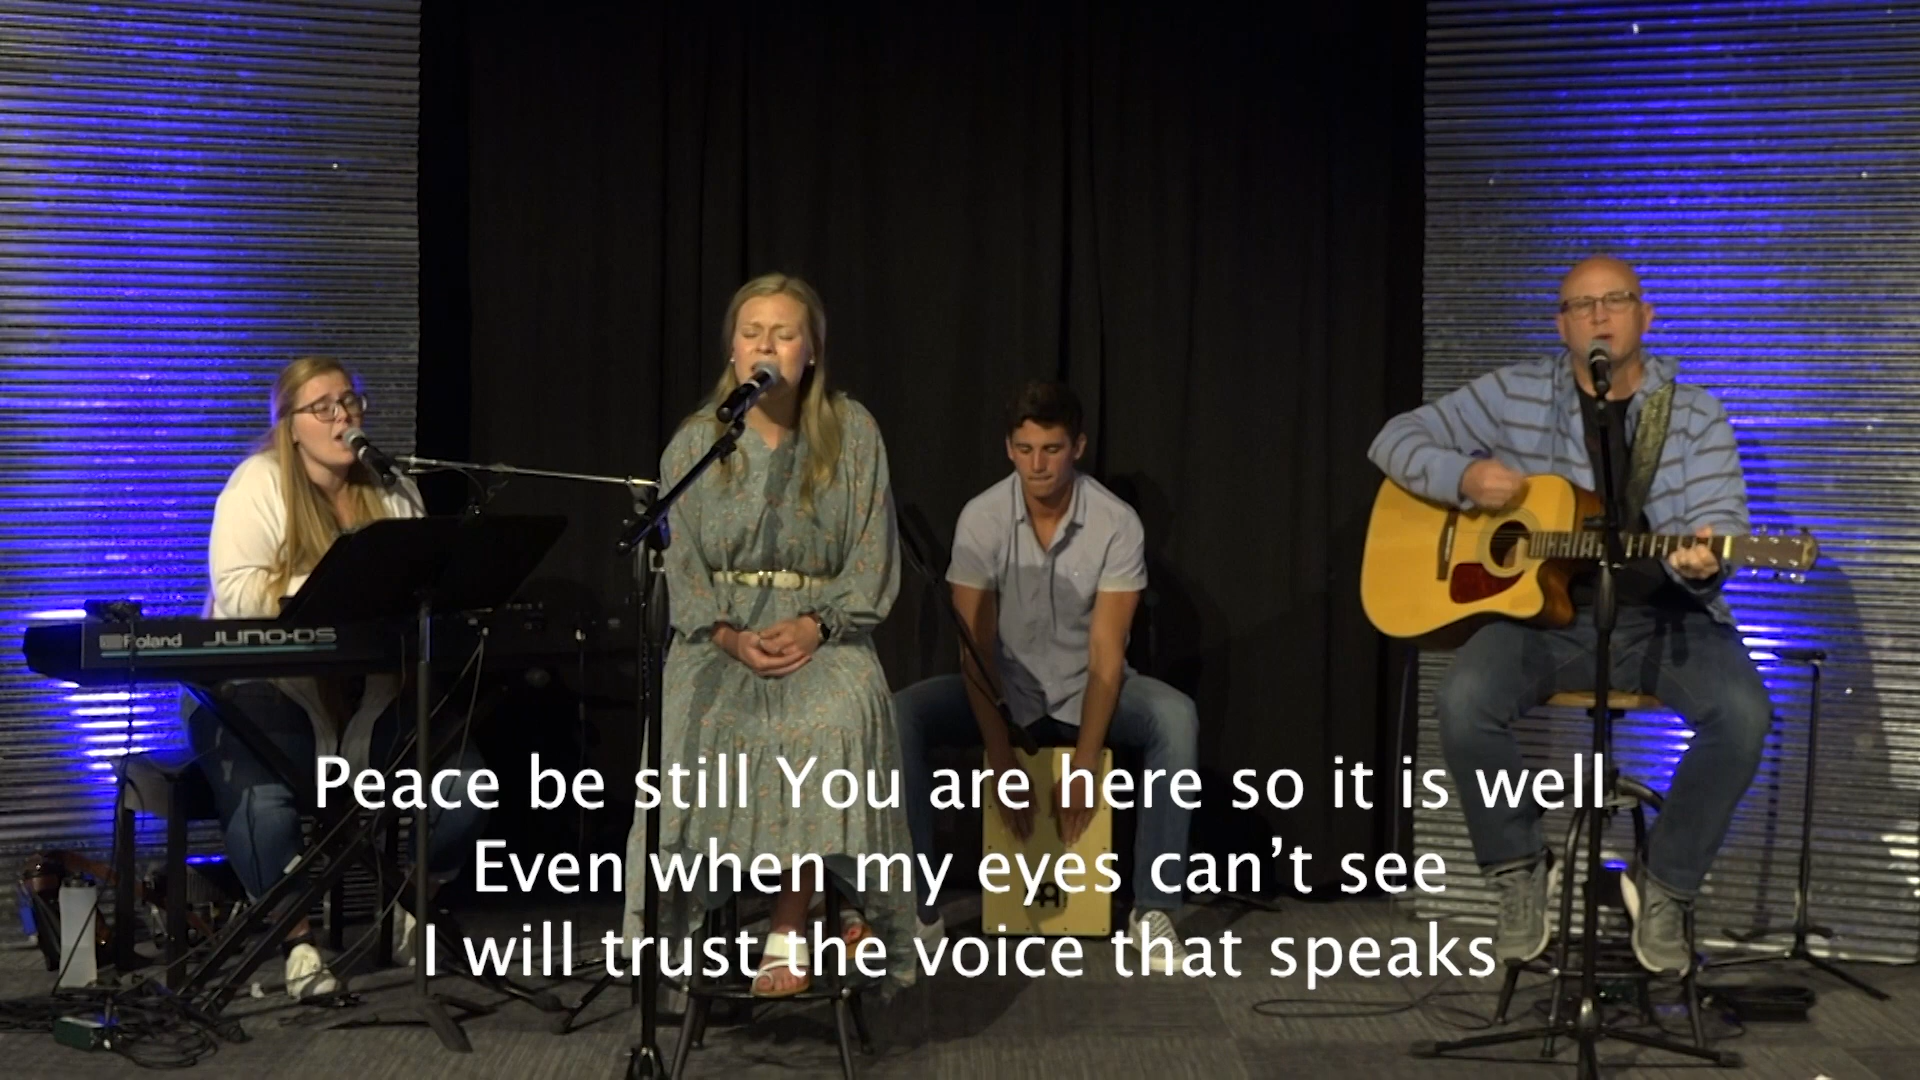 Roland JUNO-DS
Peace be still You are here so it is well
Even when my eyes can’t see
I will trust the voice that speaks